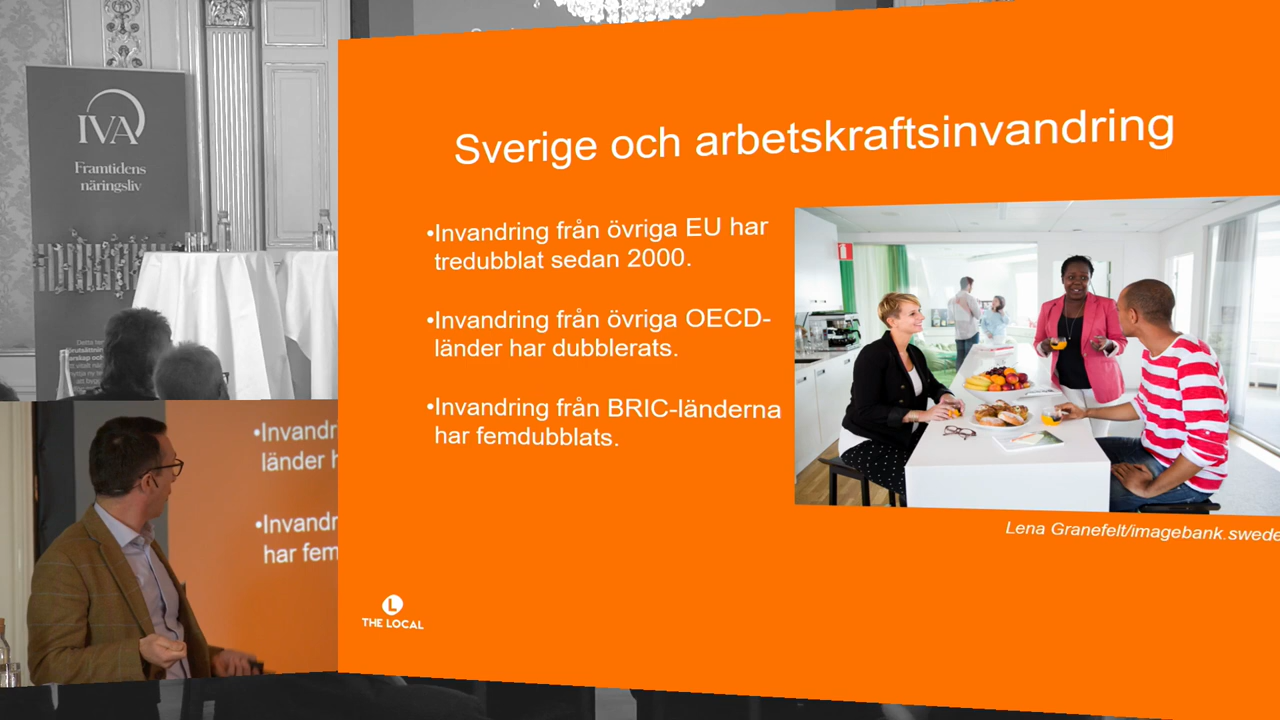 IVA
Framtidens
näringsliv
Sverige och arbetskraftsinvandring
•Invandring från övriga EU har
tredubblat sedan 2000.
•Invandring från övriga OECD-
länder har dubblerats.
•Invandring från BRIC-länderna
har femdubblats.
Lena Granefelt/imagebank.swede
L
THE LOCAL
•Invandr
länder h
•Invandr
har fem